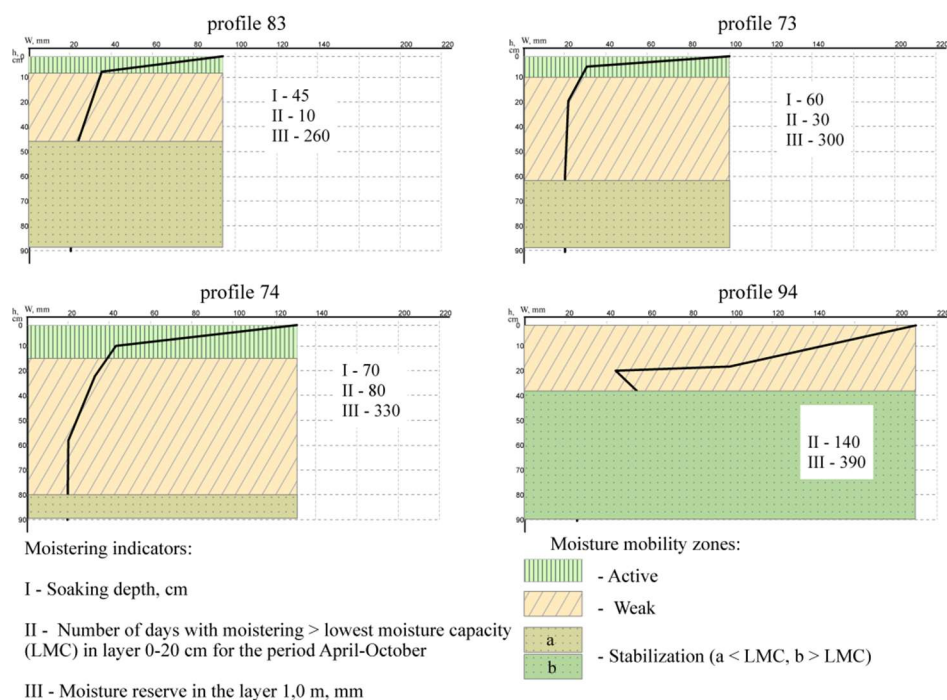 profile 83
W, mm 20 40 60 80 100 120 140 160 200 220
h, cm
0
10
20
40
50
60
70
80
90
I - 45
II - 10
III - 260
profile 73
W, mm
20 40 60 80 100 120 140 160 200 220
h, cm
0
10
20
40
50
60
70
80
90
I - 60
II - 30
III - 300
profile 74
W, mm
20 40 60 80 100 120 140 160 200 220
h, cm
0
10
20
40
50
60
70
80
90
I - 70
II - 80
III - 330
profile 94
W, mm
20 40 60 80 100 120 140 160 200 220
h, cm
0
10
20
40
50
60
70
80
90
II - 140
III - 390
Moistering indicators:
I - Soaking depth, cm
II - Number of days with moistering > lowest moisture capacity
(LMC) in layer 0-20 cm for the period April-October
III - Moisture reserve in the layer 1,0 m, mm
Moisture mobility zones:
- Active
- Weak
a
b
- Stabilization (a < LMC, b > LMC)